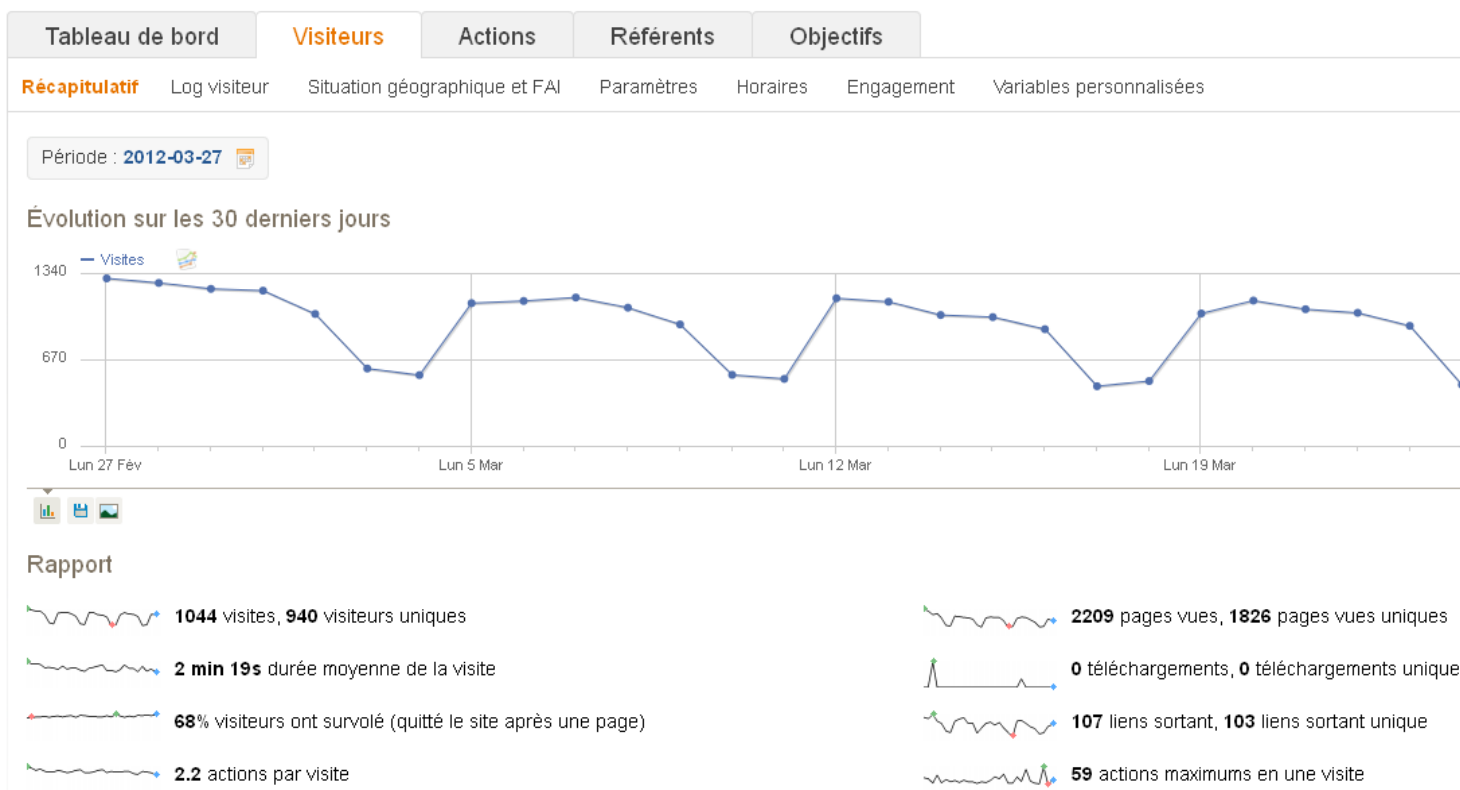 Tableau de bord Visiteurs Actions Référents Objectifs
Récapitulatif Log visiteur Situation géographique et FAI Paramètres Horaires Engagement Variables personnalisées
Période : 2012-03-27
Évolution sur les 30 derniers jours
Visites
1340
670
0
Lun 27 Fév Lun 5 Mar Lun 12 Mar Lun 19 Mar
Rapport
1044 visites, 940 visiteurs uniques
2 min 19s durée moyenne de la visite
68% visiteurs ont survolé (quitté le site après une page)
2.2 actions par visite
2209 pages vues, 1826 pages vues uniques
0 téléchargements, 0 téléchargements unique
107 liens sortant, 103 liens sortant unique
59 actions maximums en une visite